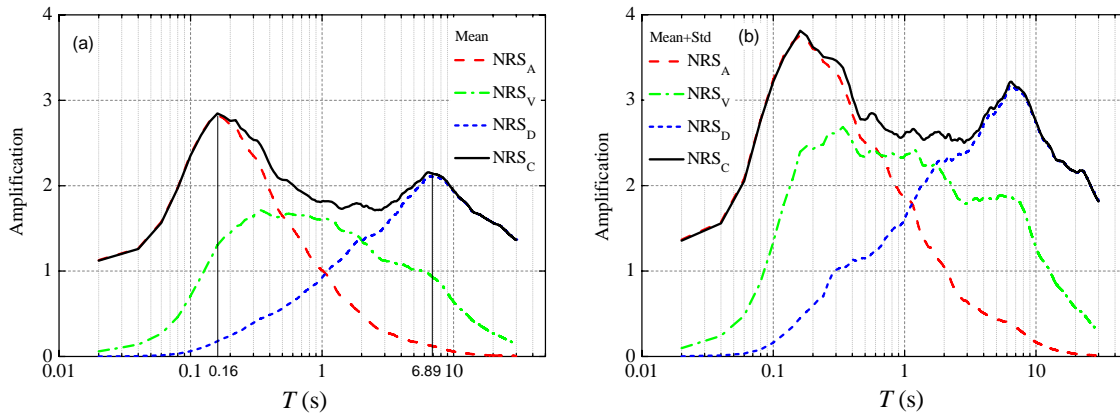 (a)
Mean
NRS_A
NRS_V
NRS_D
NRS_C
Amplification
4
3
2
1
0
0.01
0.1
0.16
1
6.89
10
T (s)
(b)
Mean+Std
NRS_A
NRS_V
NRS_D
NRS_C
Amplification
4
3
2
1
0
0.01
0.1
1
10
T (s)